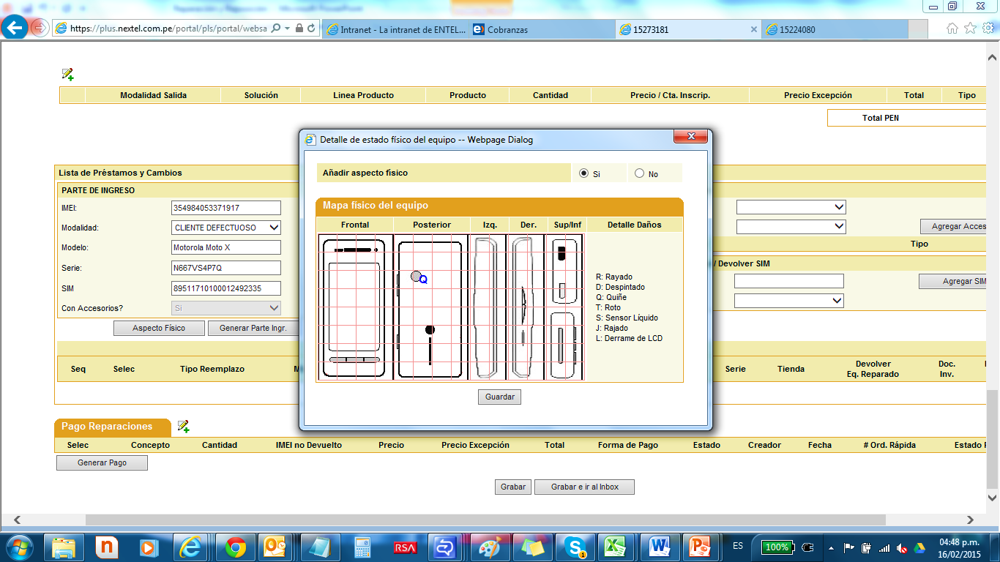 https://plus.nextel.com.pe/portal/pls/portal/websa
Intranet - La intranet de ENTEL...
Cobranzas
15273181
15224080
Modalidad Salida Solución Linea Producto Producto Cantidad Precio / Cta. Inscrip. Precio Excepción Total Tipo
Total PEN
Detalle de estado físico del equipo -- Webpage Dialog
Añadir aspecto físico Si No
Mapa físico del equipo
Frontal Posterior Izq. Der. Sup/Inf Detalle Daños
Q
R: Rayado
D: Despintado
Q: Quiñe
T: Roto
S: Sensor Líquido
J: Rajado
L: Derrame de LCD
Guardar
Lista de Préstamos y Cambios
PARTE DE INGRESO
IMEI: 354984053371917
Modalidad: CLIENTE DEFECTUOSO
Modelo: Motorola Moto X
Serie: N667VS4P7Q
SIM 89511710100012492335
Con Accesorios? Si
Aspecto Físico Generar Parte Ingr.
Agregar Acces
Tipo
/ Devolver SIM
Agregar SIM
Seq Selec Tipo Reemplazo M Serie Tienda Devolver Eq. Reparado Doc. Inv.
Pago Reparaciones
Selec Concepto Cantidad IMEI no Devuelto Precio Precio Excepción Total Forma de Pago Estado Creador Fecha # Ord. Rápida Estado
Generar Pago
Grabar Grabar e ir al Inbox
RSA
1
ES
100%
04:48 p.m.
16/02/2015